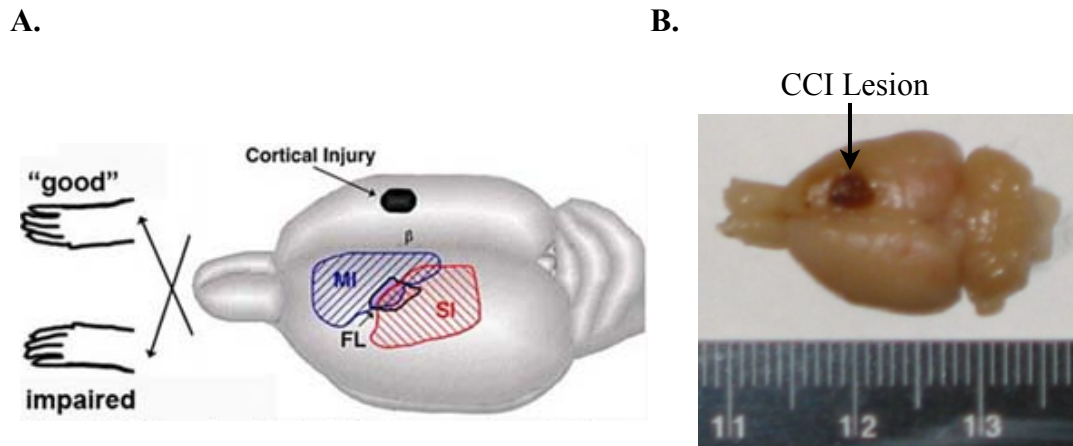 A.
B.
CCI Lesion
Cortical Injury
"good"
β
MI
SI
FL
impaired
11 12 13